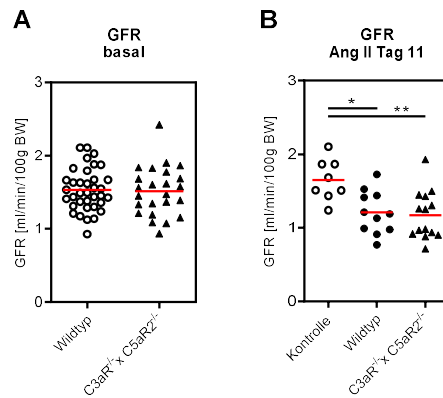 A
GFR
basal
GFR [ml/min/100g BW]
3
2
1
0
Wildtyp
C3aR-/-x C5aR2-/-
B
GFR
Ang II Tag 11
GFR [ml/min/100g BW]
3
2
1
0
*
**
Kontrolle
Wildtyp
C3aR-/-x C5aR2-/-